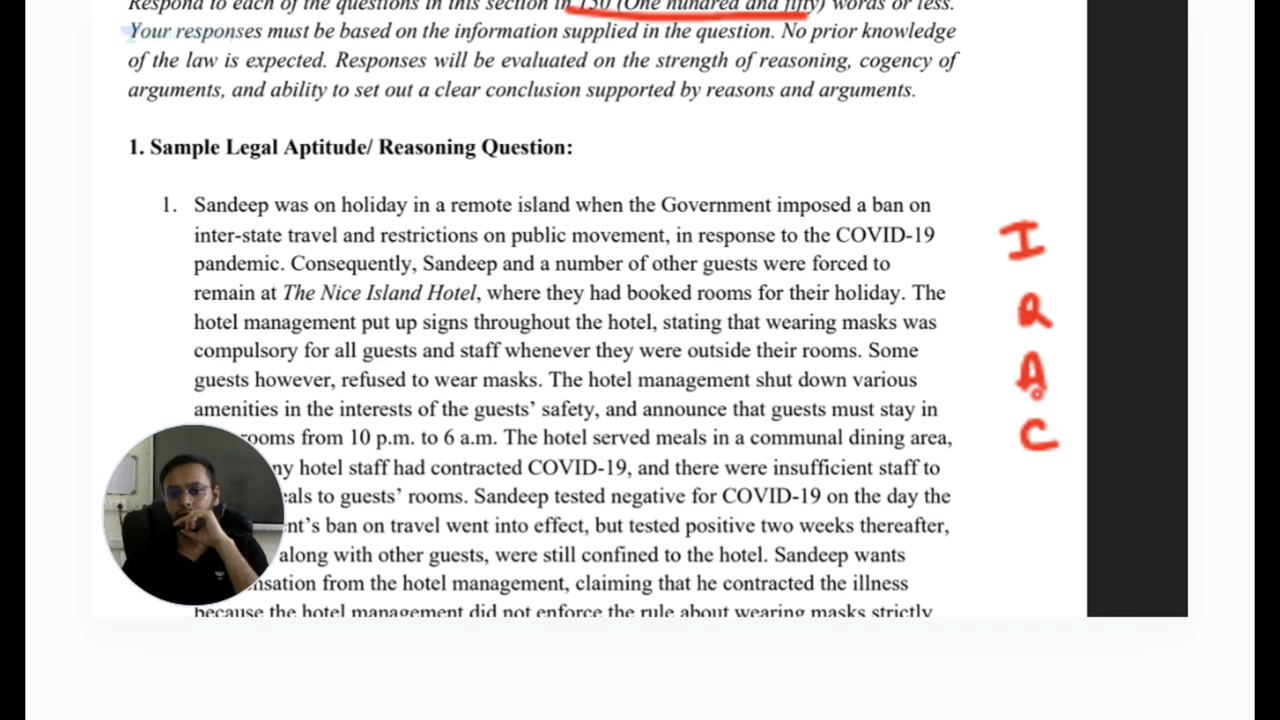 Respond to each of the questions in this section in 150 (One hundred and fifty) words or less.
Your responses must be based on the information supplied in the question. No prior knowledge
of the law is expected. Responses will be evaluated on the strength of reasoning, cogency of
arguments, and ability to set out a clear conclusion supported by reasons and arguments.
1. Sample Legal Aptitude/ Reasoning Question:
1. Sandeep was on holiday in a remote island when the Government imposed a ban on
inter-state travel and restrictions on public movement, in response to the COVID-19
pandemic. Consequently, Sandeep and a number of other guests were forced to
remain at The Nice Island Hotel, where they had booked rooms for their holiday. The
hotel management put up signs throughout the hotel, stating that wearing masks was
compulsory for all guests and staff whenever they were outside their rooms. Some
guests however, refused to wear masks. The hotel management shut down various
amenities in the interests of the guests' safety, and announce that guests must stay in
rooms from 10 p.m. to 6 a.m. The hotel served meals in a communal dining area,
ny hotel staff had contracted COVID-19, and there were insufficient staff to
als to guests' rooms. Sandeep tested negative for COVID-19 on the day the
nt's ban on travel went into effect, but tested positive two weeks thereafter,
along with other guests, were still confined to the hotel. Sandeep wants
nsation from the hotel management, claiming that he contracted the illness
because the hotel management did not enforce the rule about wearing masks strictly
I
R
A
C